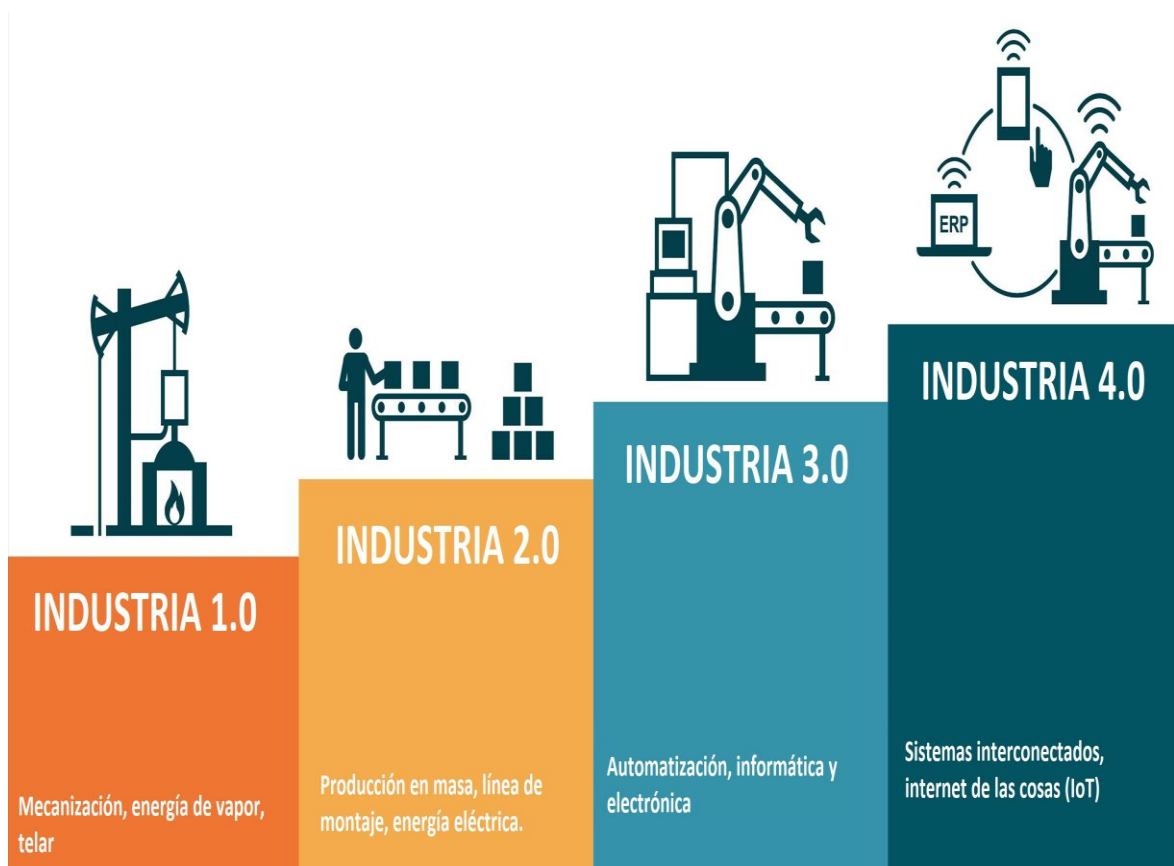 ERP
INDUSTRIA 1.0
Mecanización, energía de vapor,
telar
INDUSTRIA 2.0
Producción en masa, línea de
montaje, energía eléctrica.
INDUSTRIA 3.0
Automatización, informática y
electrónica
INDUSTRIA 4.0
Sistemas interconectados,
internet de las cosas (IoT)